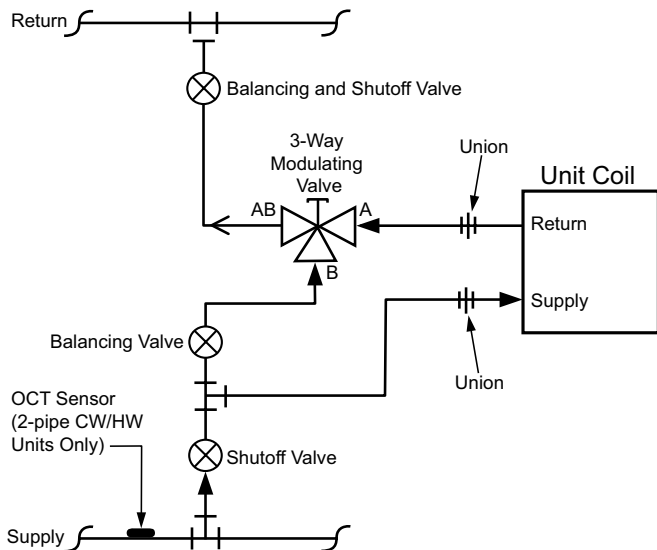 Return
Balancing and Shutoff Valve
3-Way
Modulating
Valve
Union
Unit Coil
AB
A
Return
B
Supply
Balancing Valve
Union
OCT Sensor
(2-pipe CW/HW
Units Only)
Shutoff Valve
Supply